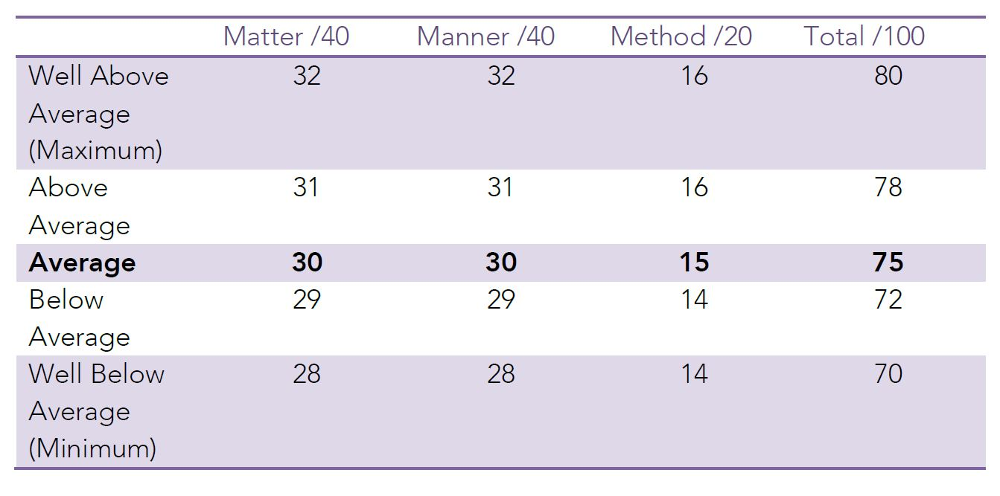 Matter /40 Manner /40 Method /20 Total /100
Well Above 32 32 16 80
Average
(Maximum)
Above 31 31 16 78
Average
Average 30 30 15 75
Below 29 29 14 72
Average
Well Below 28 28 14 70
Average
(Minimum)